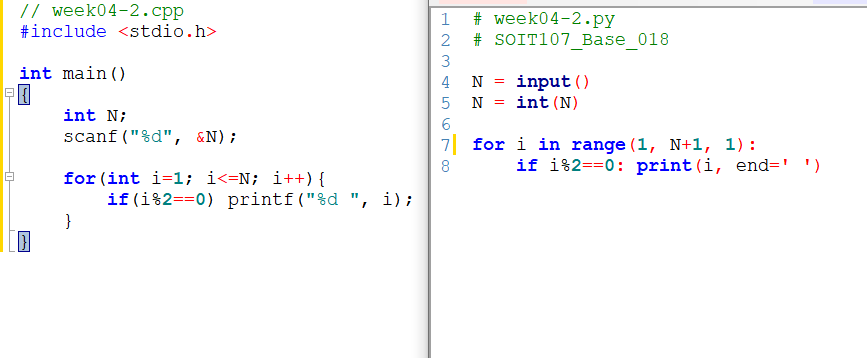 // week04-2.cpp
#include <stdio.h>
int main()
{
int N;
scanf("%d", &N);
for(int i=1; i<=N; i++){
if(i%2==0) printf("%d ", i);
}
}
1 # week04-2.py
2 # SOIT107_Base_018
3
4 N = input()
5 N = int(N)
6
7 for i in range(1, N+1, 1):
8 if i%2==0: print(i, end=' ')